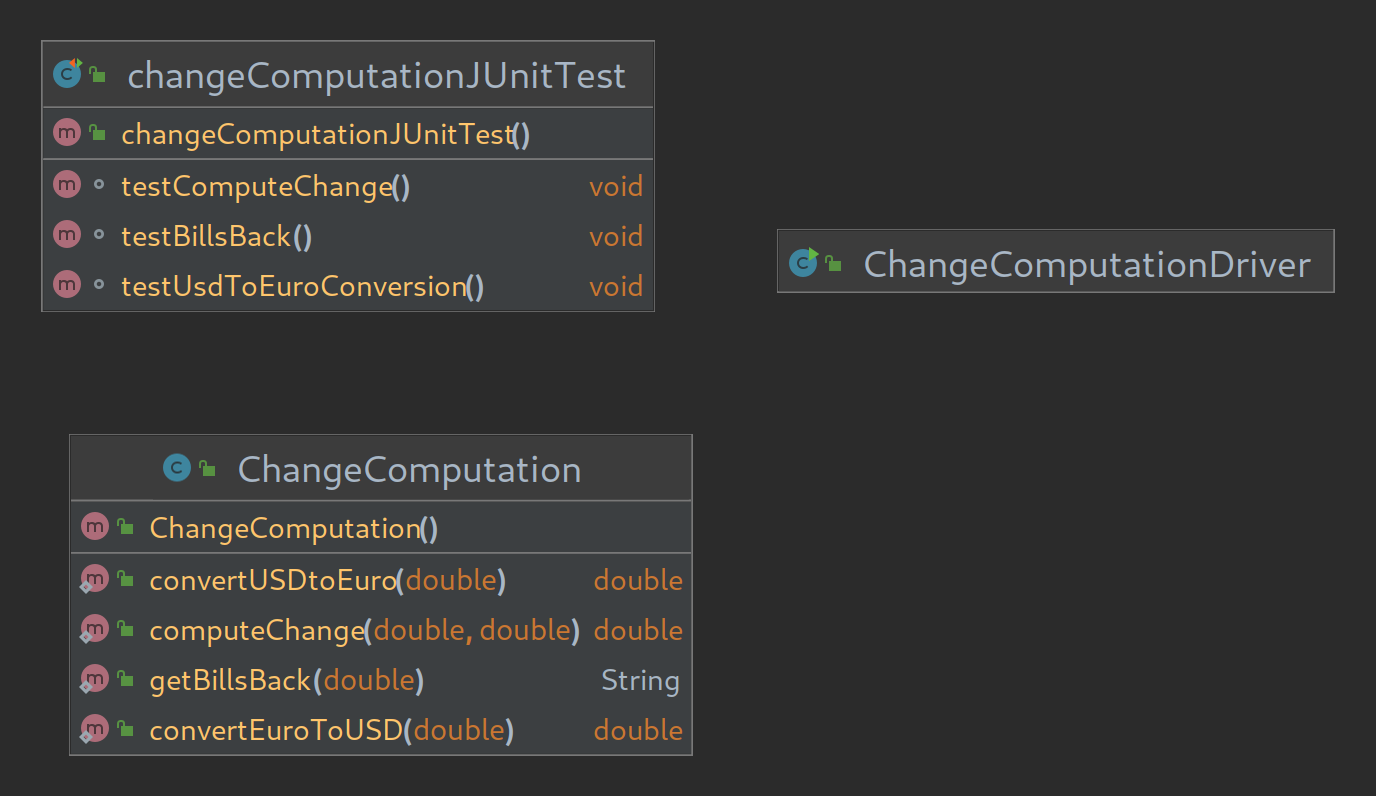 changeComputationJUnitTest
changeComputationJUnitTest()
testComputeChange() void
testBillsBack() void
testUsdToEuroConversion() void
ChangeComputationDriver
ChangeComputation
ChangeComputation()
convertUSDtoEuro(double) double
computeChange(double, double) double
getBillsBack(double) String
convertEuroToUSD(double) double